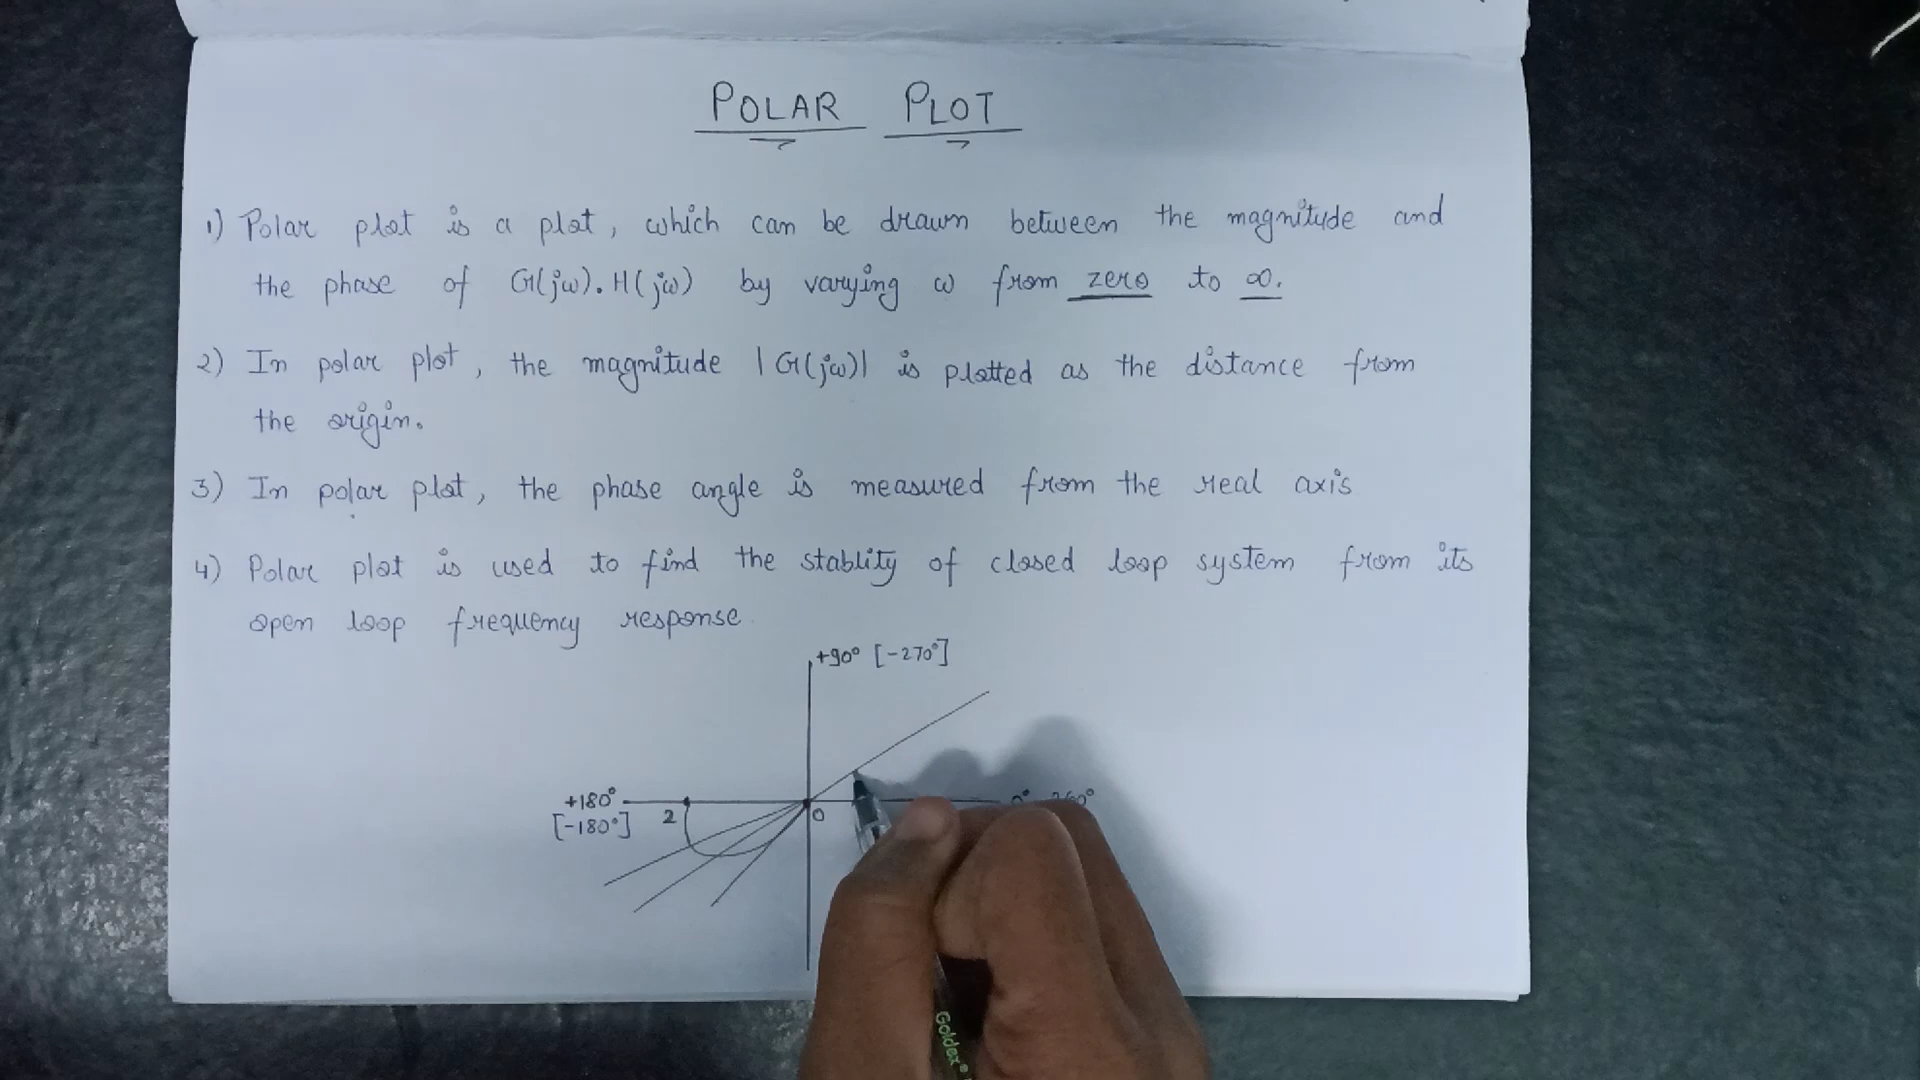 POLAR PLOT
1) Polar plot is a plot, which can be drawn between the magnitude and
the phase of G(jω).H(jω) by varying ω from zero to ∞.
2) In polar plot, the magnitude |G(jω)| is plotted as the distance from
the origin.
3) In polar plot, the phase angle is measured from the real axis
4) Polar plot is used to find the stablity of closed loop system from its
open loop frequency response.
+90° [-270°]
+180°
[-180°]
2
0
0°
Goldex®